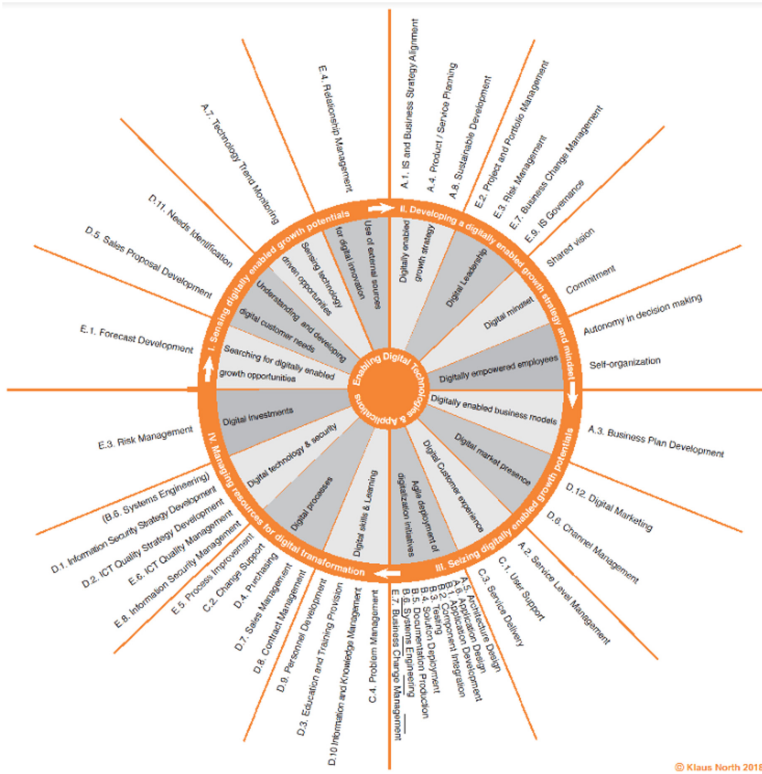 Enabling Digital Technologies & Applications
I. Sensing digitally enabled growth potentials
Searching for digitally enabled
growth opportunities
E.1. Forecast Development
Understanding and developing
digital customer needs
D.5. Sales Proposal Development
D.11. Needs Identification
Sensing technology
driven opportunities
A.7. Technology Trend Monitoring
Use of external sources
for digital innovation
E.4. Relationship Management
II. Developing a digitally enabled growth strategy and mindset
Digitally enabled
growth strategy
A.1. IS and Business Strategy Alignment
A.4. Product / Service Planning
A.8. Sustainable Development
Digital Leadership
E.2. Project and Portfolio Management
E.3. Risk Management
E.7. Business Change Management
E.9. IS Governance
Digital mindset
Shared vision
Commitment
Digitally empowered employees
Autonomy in decision making
Self-organization
III. Seizing digitally enabled growth potentials
Digitally enabled business models
A.3. Business Plan Development
Digital market presence
D.12. Digital Marketing
D.6. Channel Management
Digital Customer experience
A.2. Service Level Management
C.1. User Support
C.3. Service Delivery
Agile deployment of
digitalization initiatives
A.5. Architecture Design
A.6. Application Design
B.1. Application Development
B.2. Component Integration
B.3. Testing
B.4. Solution Deployment
B.5. Documentation Production
B.6. Systems Engineering
E.7. Business Change Management
IV. Managing resources for digital transformation
Digital skills & Learning
C.4. Problem Management
D.10 Information and Knowledge Management
D.3. Education and Training Provision
D.9. Personnel Development
Digital processes
D.8. Contract Management
D.7. Sales Management
D.4. Purchasing
C.2. Change Support
E.5. Process Improvement
Digital technology & security
E.8. Information Security Management
E.6. ICT Quality Management
D.2. ICT Quality Strategy Development
D.1. Information Security Strategy Development
(B.6. Systems Engineering)
Digital Investments
E.3. Risk Management
© Klaus North 2018